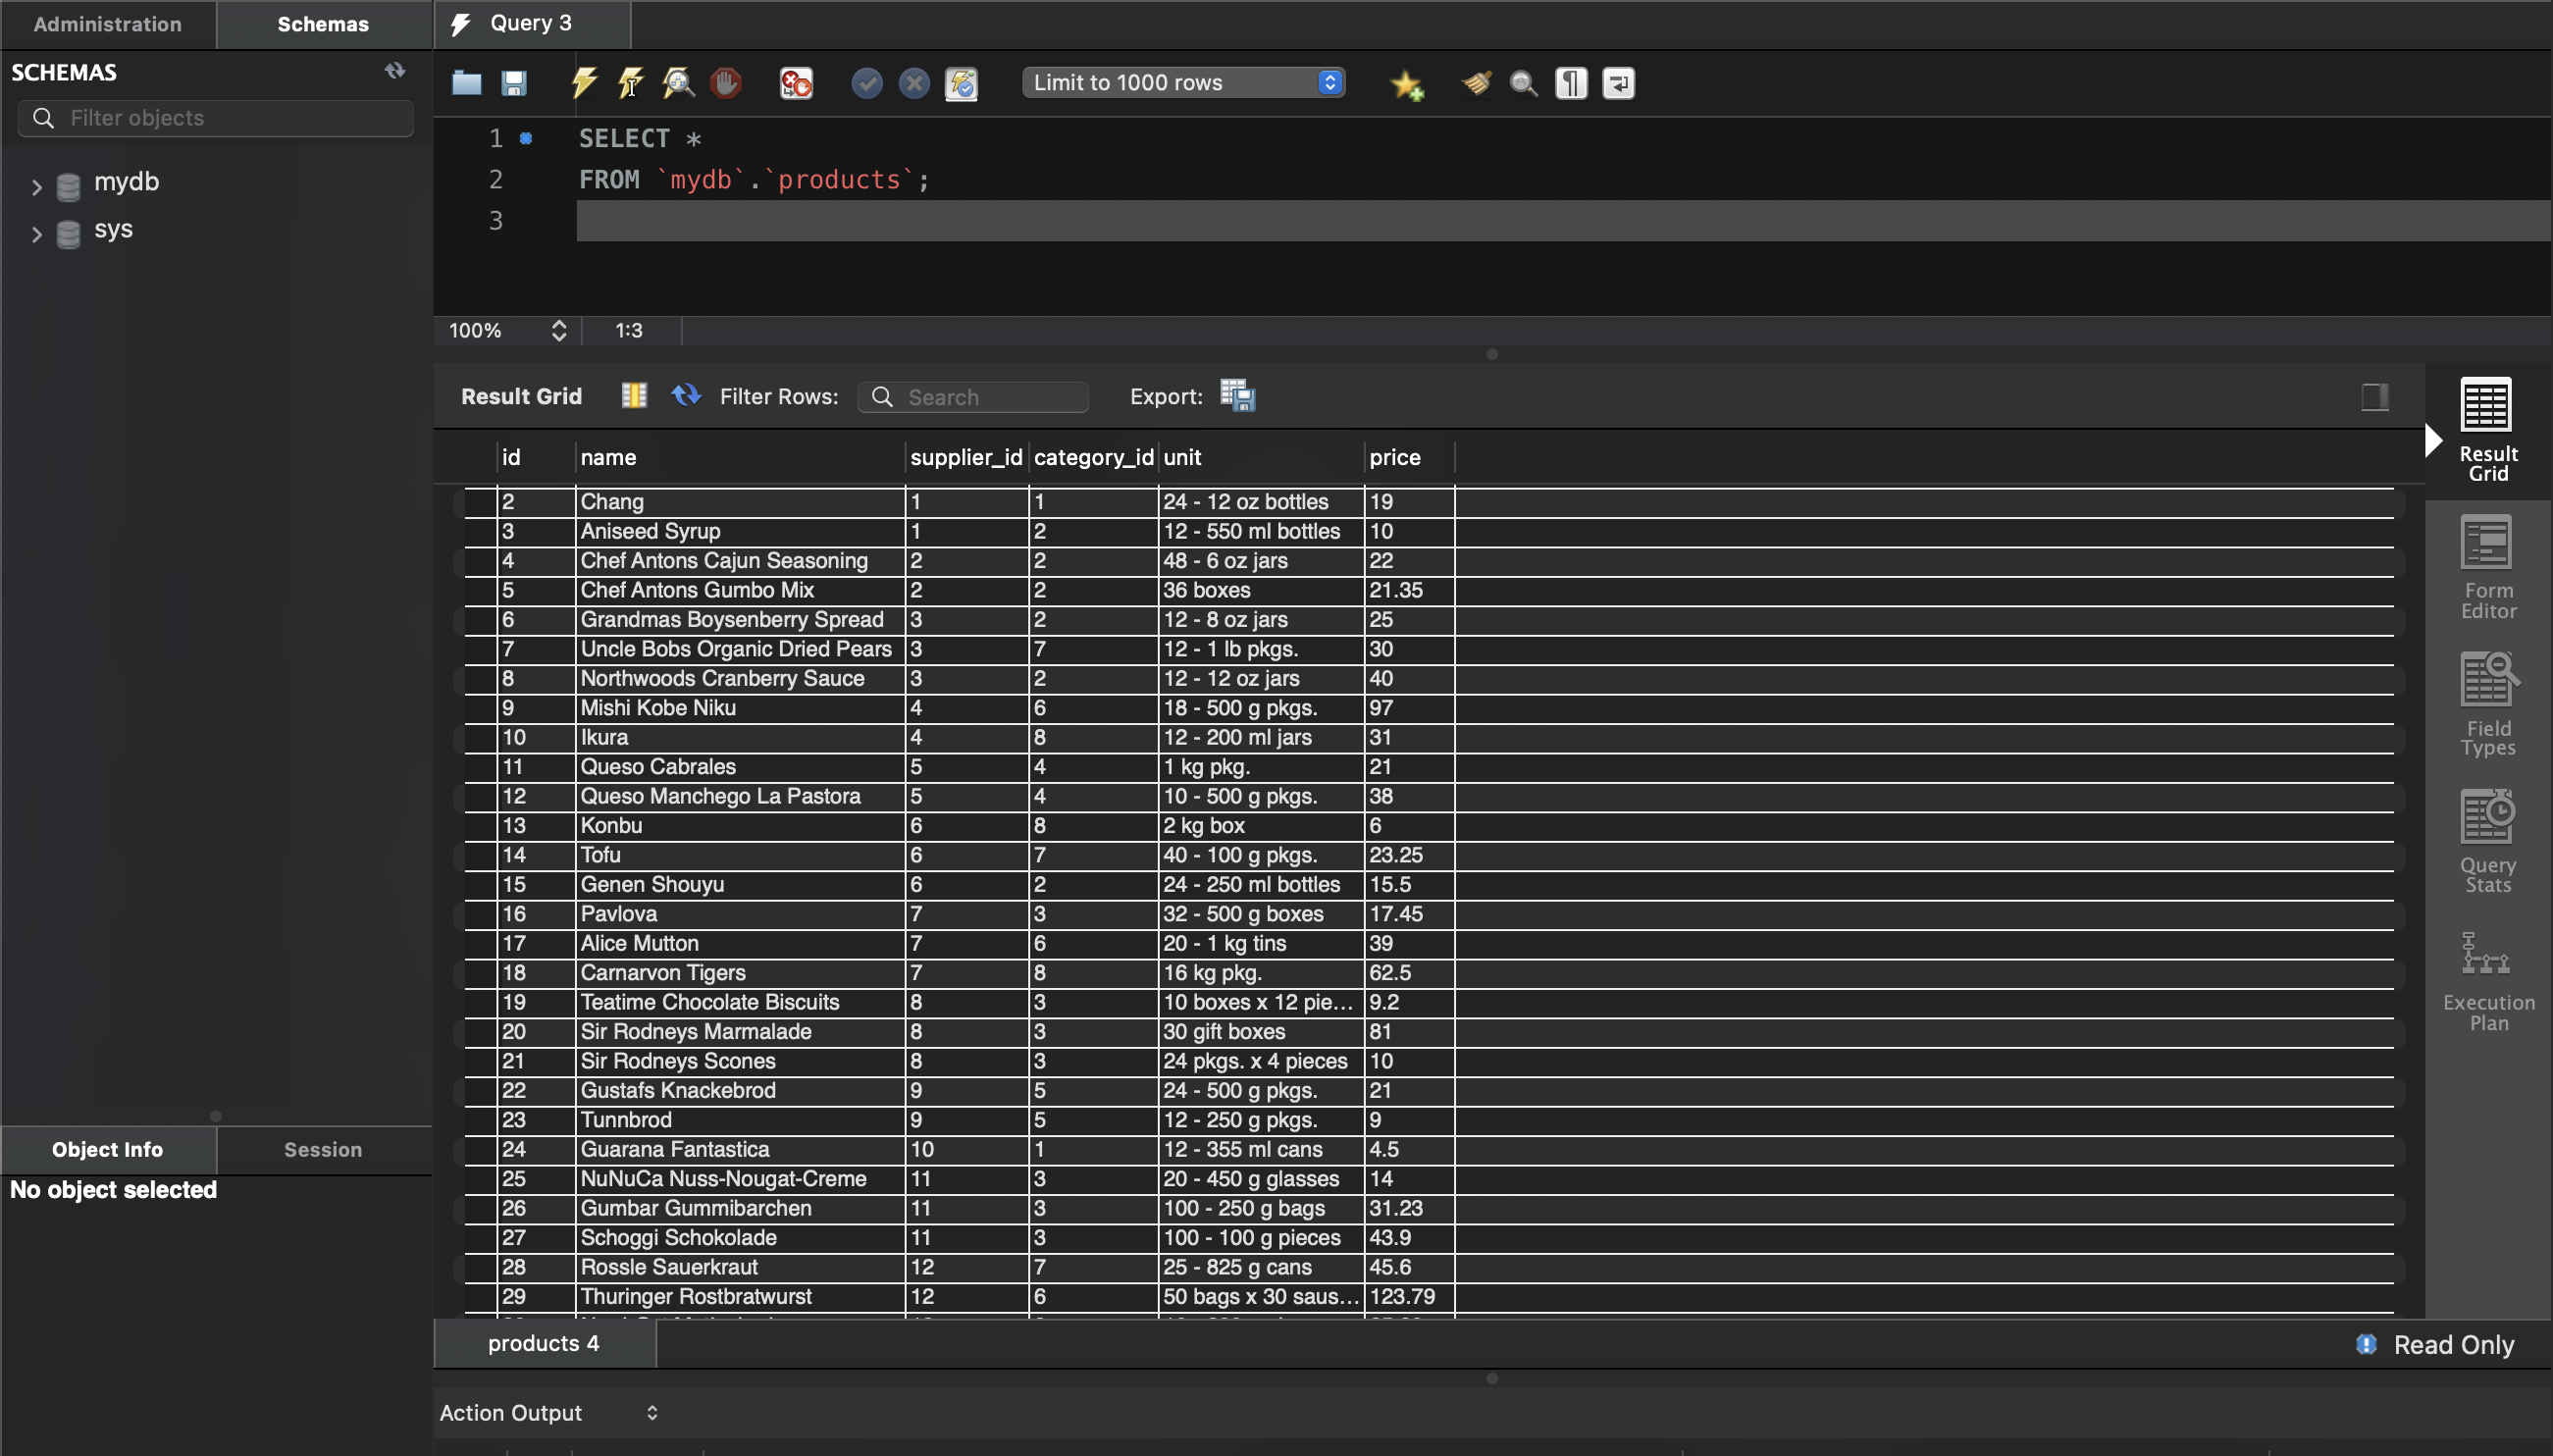 Administration Schemas
SCHEMAS
Filter objects
mydb
sys
Object Info Session
No object selected
Query 3
Limit to 1000 rows
1 SELECT *
2 FROM `mydb`.`products`;
3
100% 1:3
Result Grid Filter Rows: Search Export:
id name supplier_id category_id unit price
2 Chang 1 1 24 - 12 oz bottles 19
3 Aniseed Syrup 1 2 12 - 550 ml bottles 10
4 Chef Antons Cajun Seasoning 2 2 48 - 6 oz jars 22
5 Chef Antons Gumbo Mix 2 2 36 boxes 21.35
6 Grandmas Boysenberry Spread 3 2 12 - 8 oz jars 25
7 Uncle Bobs Organic Dried Pears 3 7 12 - 1 lb pkgs. 30
8 Northwoods Cranberry Sauce 3 2 12 - 12 oz jars 40
9 Mishi Kobe Niku 4 6 18 - 500 g pkgs. 97
10 Ikura 4 8 12 - 200 ml jars 31
11 Queso Cabrales 5 4 1 kg pkg. 21
12 Queso Manchego La Pastora 5 4 10 - 500 g pkgs. 38
13 Konbu 6 8 2 kg box 6
14 Tofu 6 7 40 - 100 g pkgs. 23.25
15 Genen Shouyu 6 2 24 - 250 ml bottles 15.5
16 Pavlova 7 3 32 - 500 g boxes 17.45
17 Alice Mutton 7 6 20 - 1 kg tins 39
18 Carnarvon Tigers 7 8 16 kg pkg. 62.5
19 Teatime Chocolate Biscuits 8 3 10 boxes x 12 pie... 9.2
20 Sir Rodneys Marmalade 8 3 30 gift boxes 81
21 Sir Rodneys Scones 8 3 24 pkgs. x 4 pieces 10
22 Gustafs Knackebrod 9 5 24 - 500 g pkgs. 21
23 Tunnbrod 9 5 12 - 250 g pkgs. 9
24 Guarana Fantastica 10 1 12 - 355 ml cans 4.5
25 NuNuCa Nuss-Nougat-Creme 11 3 20 - 450 g glasses 14
26 Gumbar Gummibarchen 11 3 100 - 250 g bags 31.23
27 Schoggi Schokolade 11 3 100 - 100 g pieces 43.9
28 Rossle Sauerkraut 12 7 25 - 825 g cans 45.6
29 Thuringer Rostbratwurst 12 6 50 bags x 30 saus... 123.79
Result
Grid
Form
Editor
Field
Types
Query
Stats
Execution
Plan
products 4 Read Only
Action Output